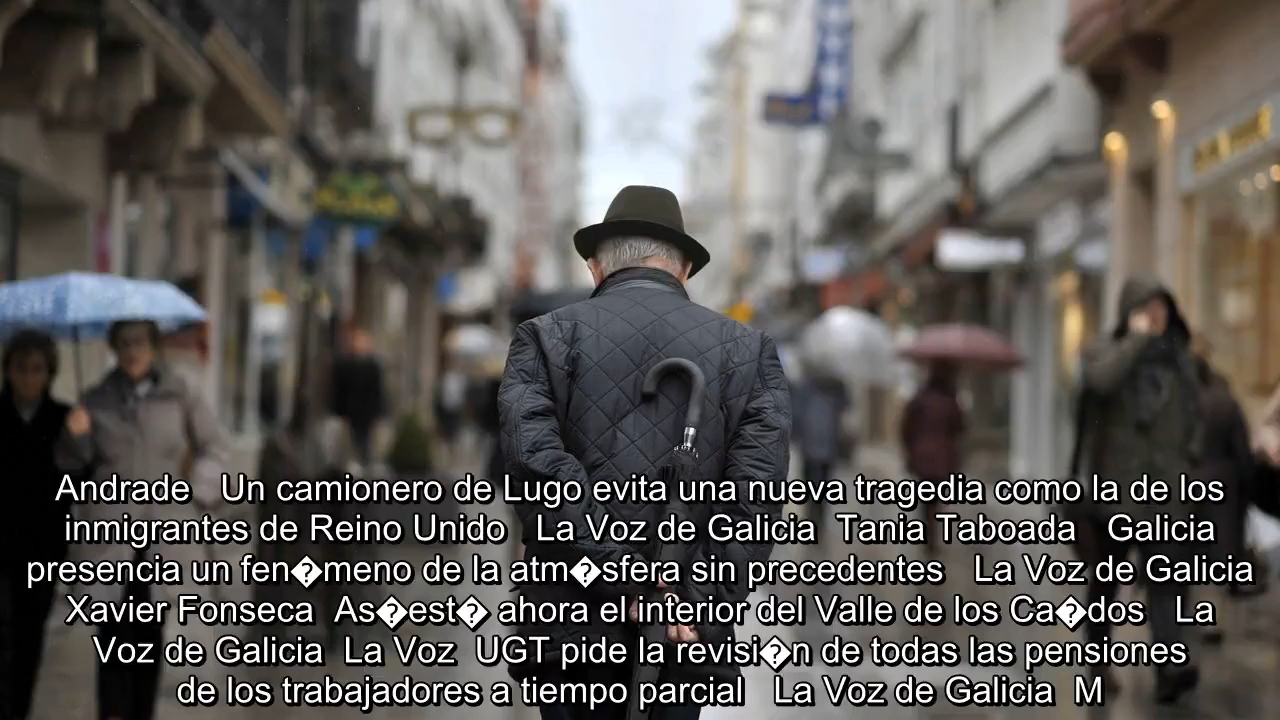 Andrade Un camionero de Lugo evita una nueva tragedia como la de los
inmigrantes de Reino Unido La Voz de Galicia Tania Taboada Galicia
presencia un fen�meno de la atm�sfera sin precedentes La Voz de Galicia
Xavier Fonseca As�est� ahora el interior del Valle de los Ca�dos La
Voz de Galicia La Voz UGT pide la revisi�n de todas las pensiones
de los trabajadores a tiempo parcial La Voz de Galicia M